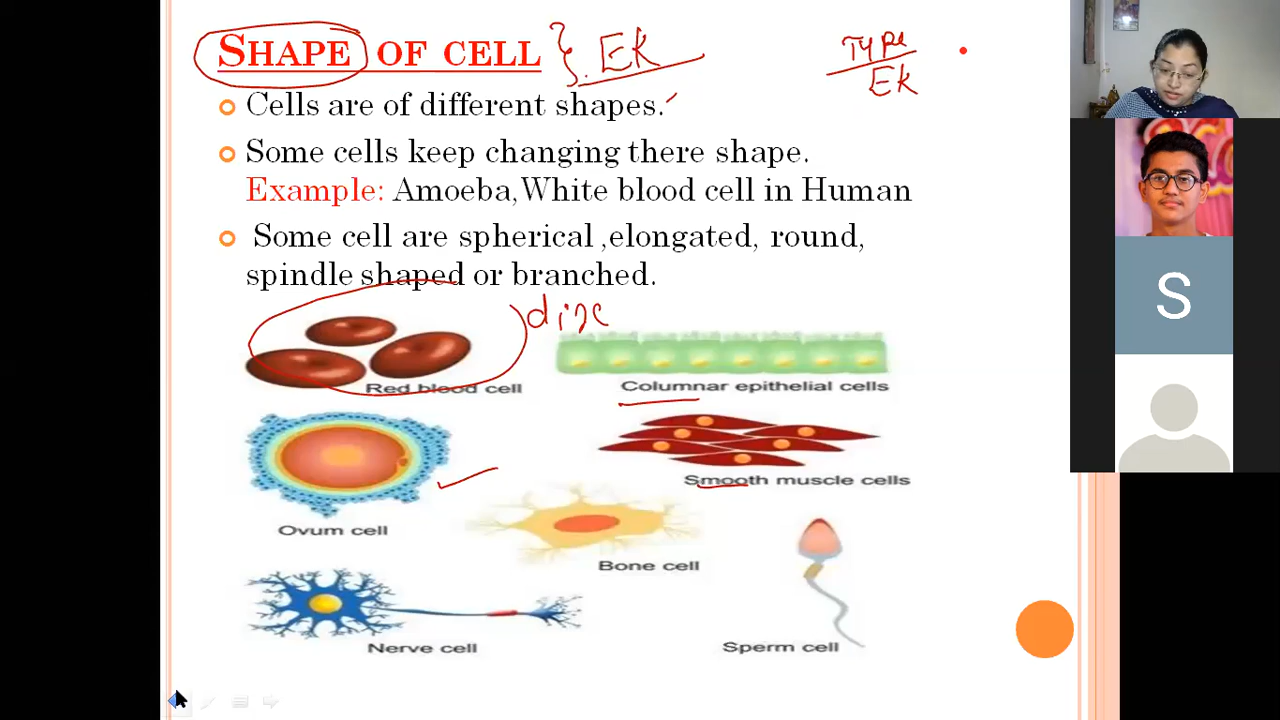 SHAPE OF CELL } EK
Type
EK
Cells are of different shapes.
Some cells keep changing there shape.
Example: Amoeba,White blood cell in Human
Some cell are spherical ,elongated, round,
spindle shaped or branched.
disc
Red blood cell
Columnar epithelial cells
Smooth muscle cells
Ovum cell
Bone cell
Nerve cell
Sperm cell
S